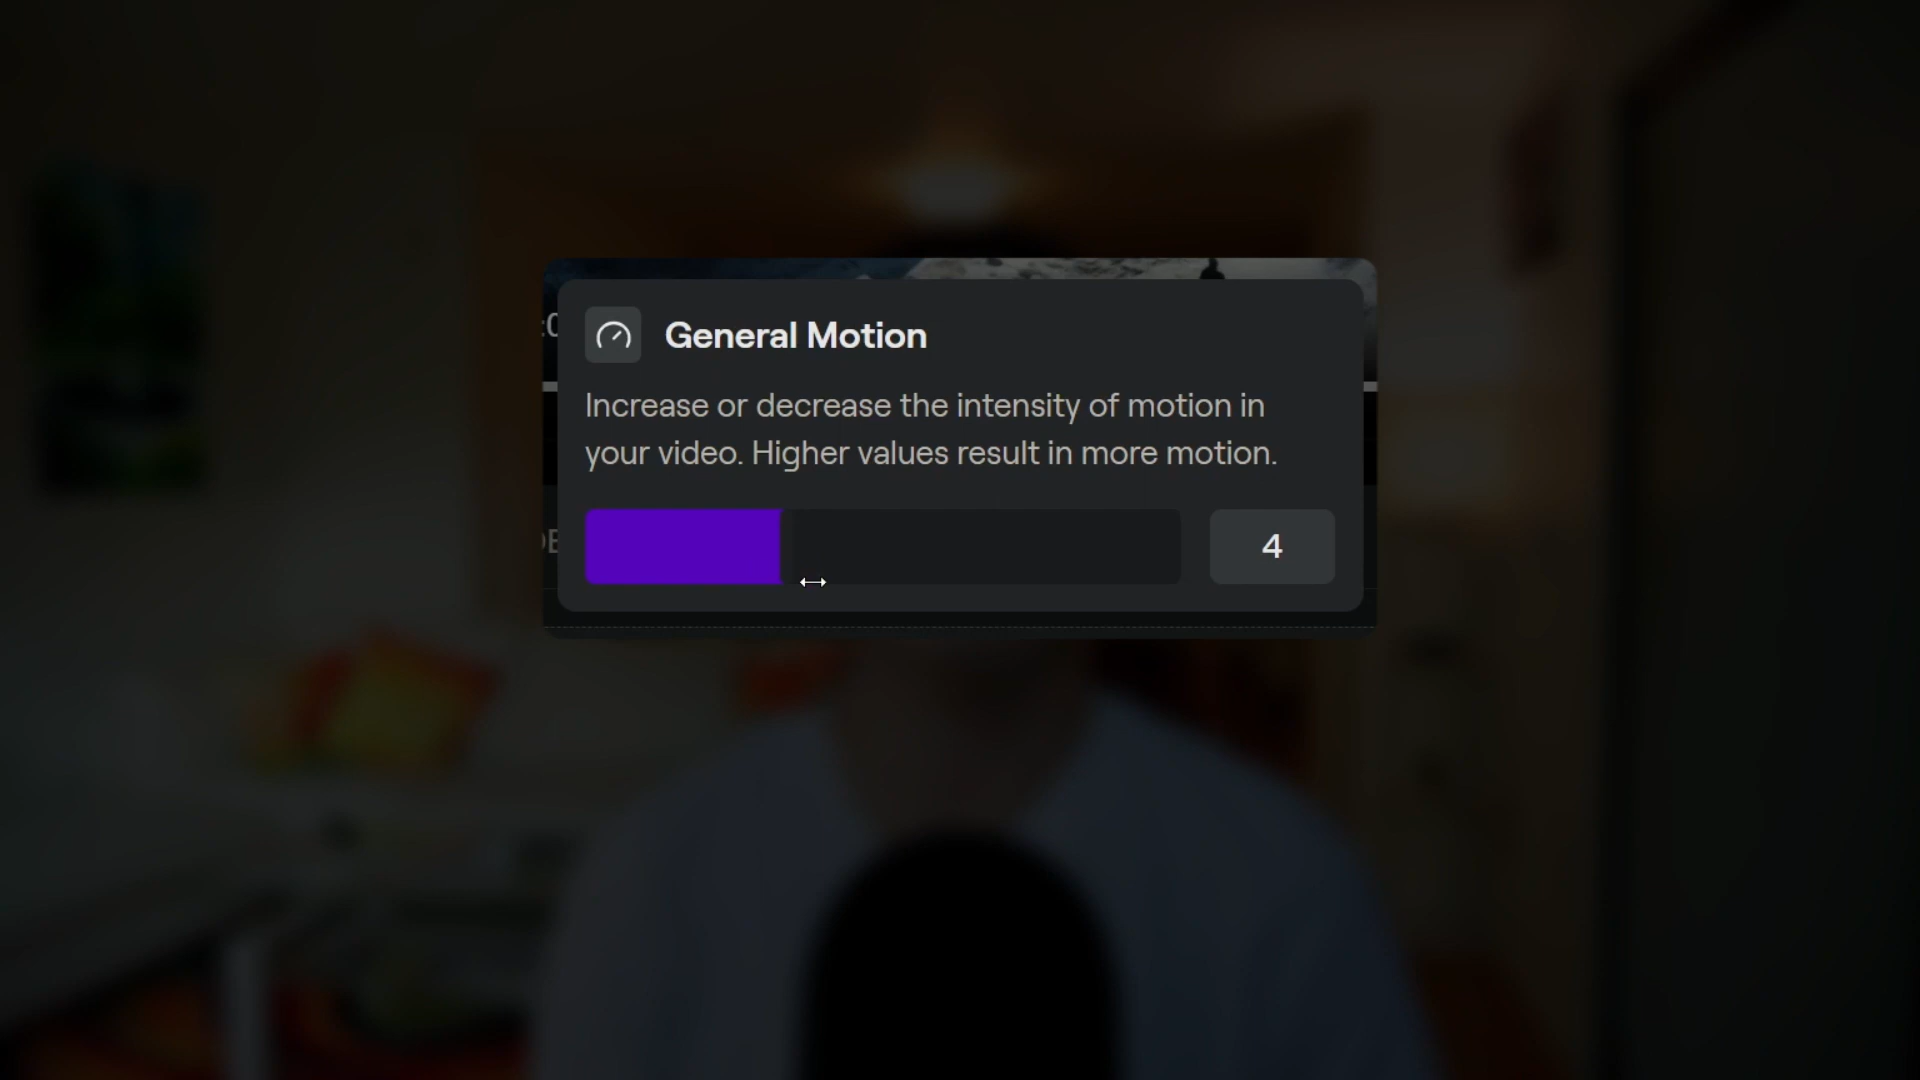 General Motion
Increase or decrease the intensity of motion in
your video. Higher values result in more motion.
4